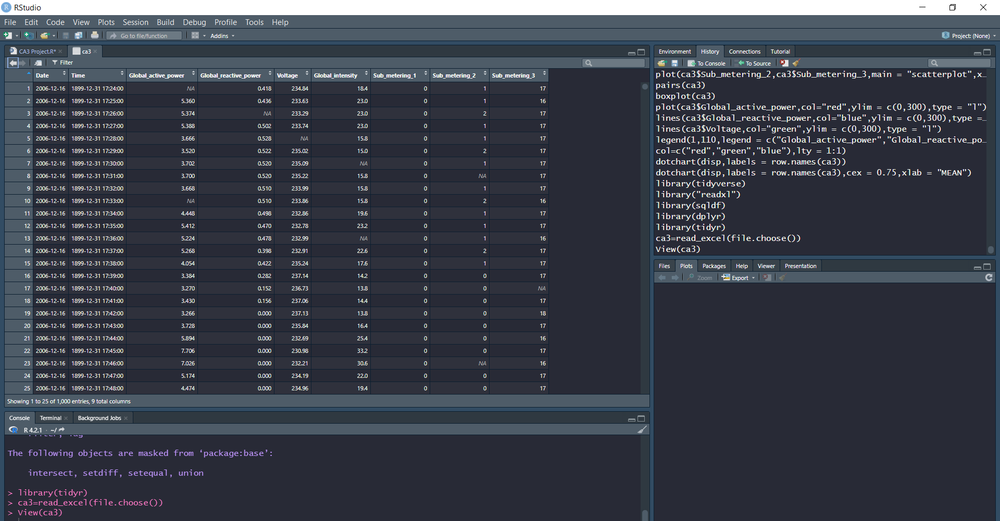 RStudio
File Edit Code View Plots Session Build Debug Profile Tools Help
Go to file/function Addins Project: (None)
CA3 Project.R* ca3
Filter
Date Time Global_active_power Global_reactive_power Voltage Global_intensity Sub_metering_1 Sub_metering_2 Sub_metering_3
1 2006-12-16 1899-12-31 17:24:00 NA 0.418 234.84 18.4 0 1 17
2 2006-12-16 1899-12-31 17:25:00 5.360 0.436 233.63 23.0 0 1 16
3 2006-12-16 1899-12-31 17:26:00 5.374 NA 233.29 23.0 0 2 17
4 2006-12-16 1899-12-31 17:27:00 5.388 0.502 233.74 23.0 0 1 17
5 2006-12-16 1899-12-31 17:28:00 3.666 0.528 NA 15.8 0 1 17
6 2006-12-16 1899-12-31 17:29:00 3.520 0.522 235.02 15.0 0 2 17
7 2006-12-16 1899-12-31 17:30:00 3.702 0.520 235.09 NA 0 1 17
8 2006-12-16 1899-12-31 17:31:00 3.700 0.520 235.22 15.8 0 NA 17
9 2006-12-16 1899-12-31 17:32:00 3.668 0.510 233.99 15.8 0 1 17
10 2006-12-16 1899-12-31 17:33:00 NA 0.510 233.86 15.8 0 2 16
11 2006-12-16 1899-12-31 17:34:00 4.448 0.498 232.86 19.6 0 1 17
12 2006-12-16 1899-12-31 17:35:00 5.412 0.470 232.78 23.2 0 1 17
13 2006-12-16 1899-12-31 17:36:00 5.224 0.478 232.99 NA 0 1 16
14 2006-12-16 1899-12-31 17:37:00 5.268 0.398 232.91 22.6 0 2 17
15 2006-12-16 1899-12-31 17:38:00 4.054 0.422 235.24 17.6 0 1 17
16 2006-12-16 1899-12-31 17:39:00 3.384 0.282 237.14 14.2 0 0 17
17 2006-12-16 1899-12-31 17:40:00 3.270 0.152 236.73 13.8 0 0 NA
18 2006-12-16 1899-12-31 17:41:00 3.430 0.156 237.06 14.4 0 0 17
19 2006-12-16 1899-12-31 17:42:00 3.266 0.000 237.13 13.8 0 0 18
20 2006-12-16 1899-12-31 17:43:00 3.728 0.000 235.84 16.4 0 0 17
21 2006-12-16 1899-12-31 17:44:00 5.894 0.000 232.69 25.4 0 0 16
22 2006-12-16 1899-12-31 17:45:00 7.706 0.000 230.98 33.2 0 0 17
23 2006-12-16 1899-12-31 17:46:00 7.026 0.000 232.21 30.6 0 NA 16
24 2006-12-16 1899-12-31 17:47:00 5.174 0.000 234.19 22.0 0 0 17
25 2006-12-16 1899-12-31 17:48:00 4.474 0.000 234.96 19.4 0 0 17
Showing 1 to 25 of 1,000 entries, 9 total columns
Console Terminal Background Jobs
R 4.2.1 · ~/
The following objects are masked from ‘package:base’:
intersect, setdiff, setequal, union
> library(tidyr)
> ca3=read_excel(file.choose())
> View(ca3)
Environment History Connections Tutorial
To Console To Source
plot(ca3$Sub_metering_2,ca3$Sub_metering_3,main = "scatterplot",x…
pairs(ca3)
boxplot(ca3)
plot(ca3$Global_active_power,col="red",ylim = c(0,300),type = "l")
lines(ca3$Global_reactive_power,col="blue",ylim = c(0,300),type =…
lines(ca3$Voltage,col="green",ylim = c(0,300),type = "l")
legend(1,110,legend = c("Global_active_power","Global_reactive_po…
col=c("red","green","blue"),lty = 1:1)
dotchart(disp,labels = row.names(ca3))
dotchart(disp,labels = row.names(ca3),cex = 0.75,xlab = "MEAN")
library(tidyverse)
library("readxl")
library(sqldf)
library(dplyr)
library(tidyr)
ca3=read_excel(file.choose())
View(ca3)
Files Plots Packages Help Viewer Presentation
Zoom Export